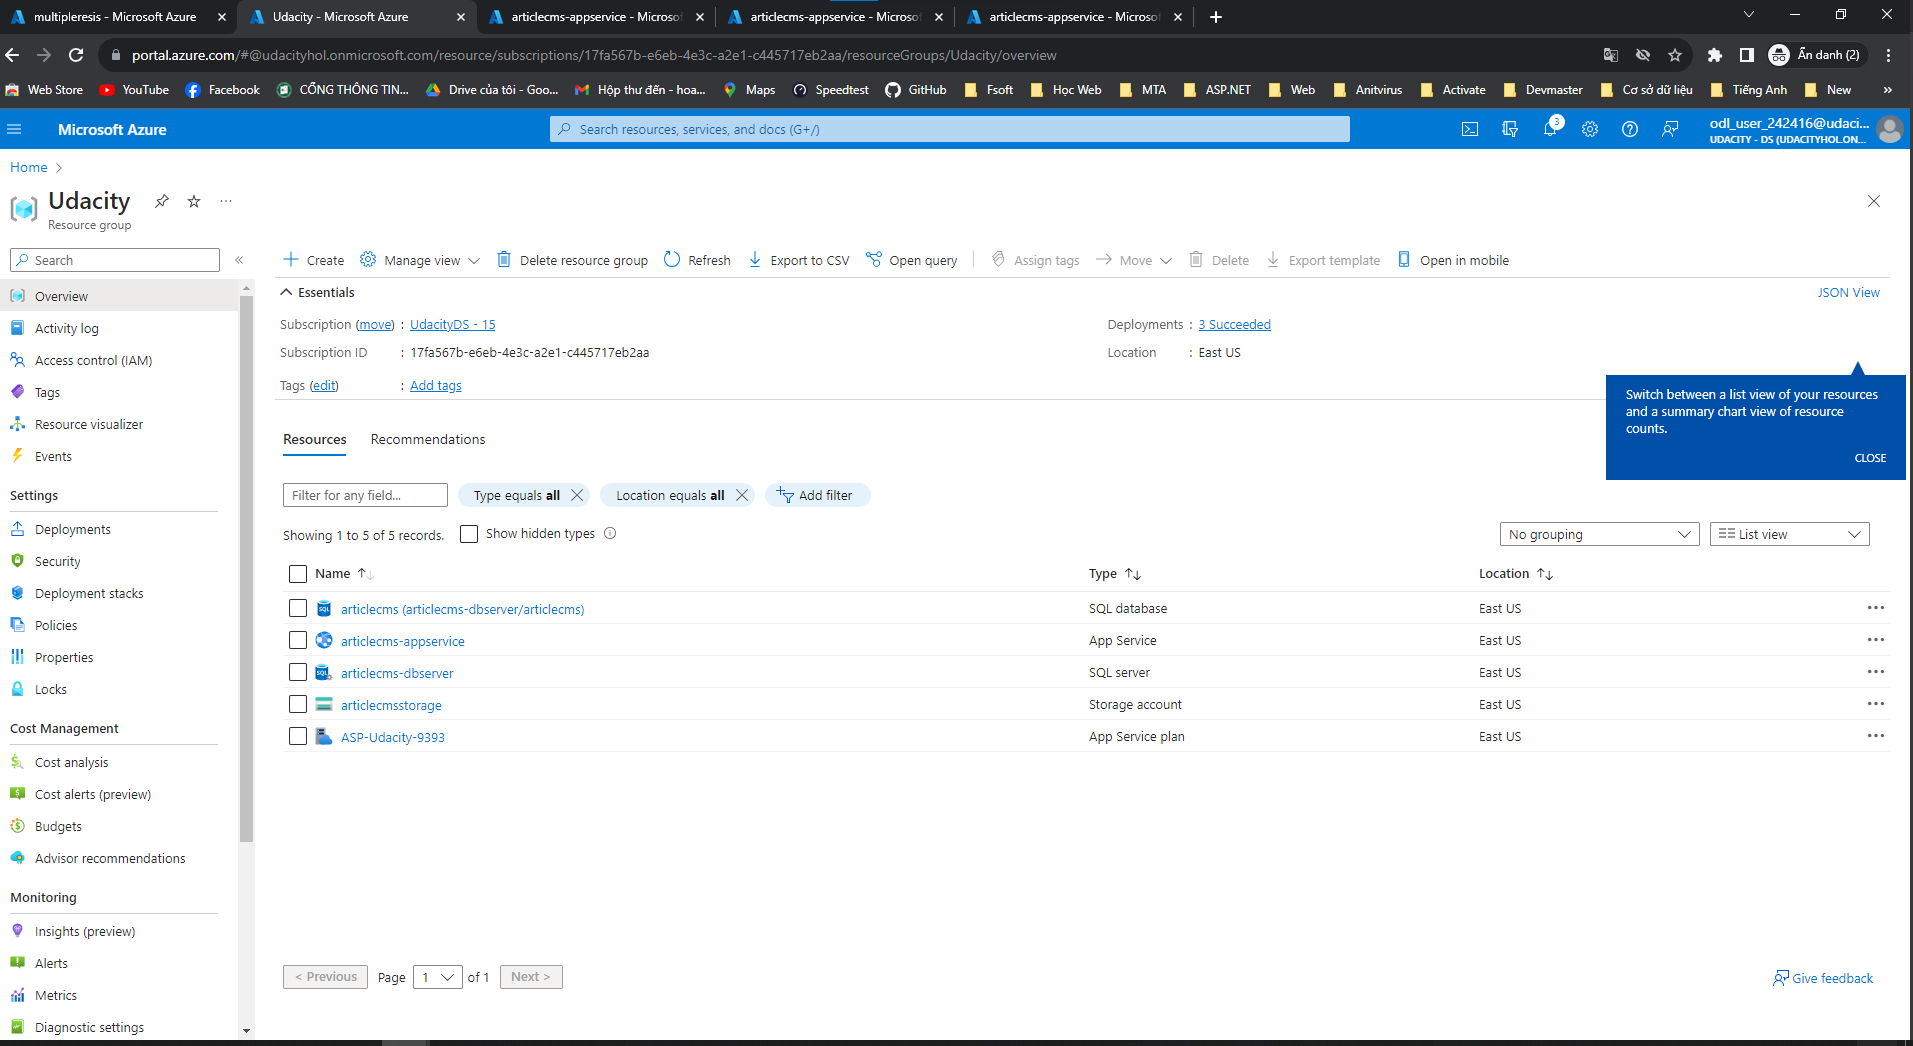 multipleresis - Microsoft Azure
Udacity - Microsoft Azure
articlecms-appservice - Microsof
articlecms-appservice - Microsof
articlecms-appservice - Microsof
portal.azure.com/#@udacityhol.onmicrosoft.com/resource/subscriptions/17fa567b-e6eb-4e3c-a2e1-c445717eb2aa/resourceGroups/Udacity/overview
Ẩn danh (2)
Web Store
YouTube
Facebook
CỔNG THÔNG TIN...
Drive của tôi - Goo...
Hộp thư đến - hoa...
Maps
Speedtest
GitHub
Fsoft
Học Web
MTA
ASP.NET
Web
Anitvirus
Activate
Devmaster
Cơ sở dữ liệu
Tiếng Anh
New
»
Microsoft Azure
Search resources, services, and docs (G+/)
3
odl_user_242416@udaci...
UDACITY - DS (UDACITYHOL.ON...
Home
Udacity
Resource group
Search
Create
Manage view
Delete resource group
Refresh
Export to CSV
Open query
Assign tags
Move
Delete
Export template
Open in mobile
Overview
Activity log
Access control (IAM)
Tags
Resource visualizer
Events
Settings
Deployments
Security
Deployment stacks
Policies
Properties
Locks
Cost Management
Cost analysis
Cost alerts (preview)
Budgets
Advisor recommendations
Monitoring
Insights (preview)
Alerts
Metrics
Diagnostic settings
Essentials
JSON View
Subscription (move) : UdacityDS - 15
Deployments : 3 Succeeded
Subscription ID : 17fa567b-e6eb-4e3c-a2e1-c445717eb2aa
Location : East US
Tags (edit) : Add tags
Switch between a list view of your resources
and a summary chart view of resource
counts.
CLOSE
Resources
Recommendations
Filter for any field...
Type equals all
Location equals all
Add filter
Showing 1 to 5 of 5 records.
Show hidden types
No grouping
List view
Name
Type
Location
articlecms (articlecms-dbserver/articlecms)
SQL database
East US
articlecms-appservice
App Service
East US
articlecms-dbserver
SQL server
East US
articlecmsstorage
Storage account
East US
ASP-Udacity-9393
App Service plan
East US
< Previous
Page
1
of 1
Next >
Give feedback